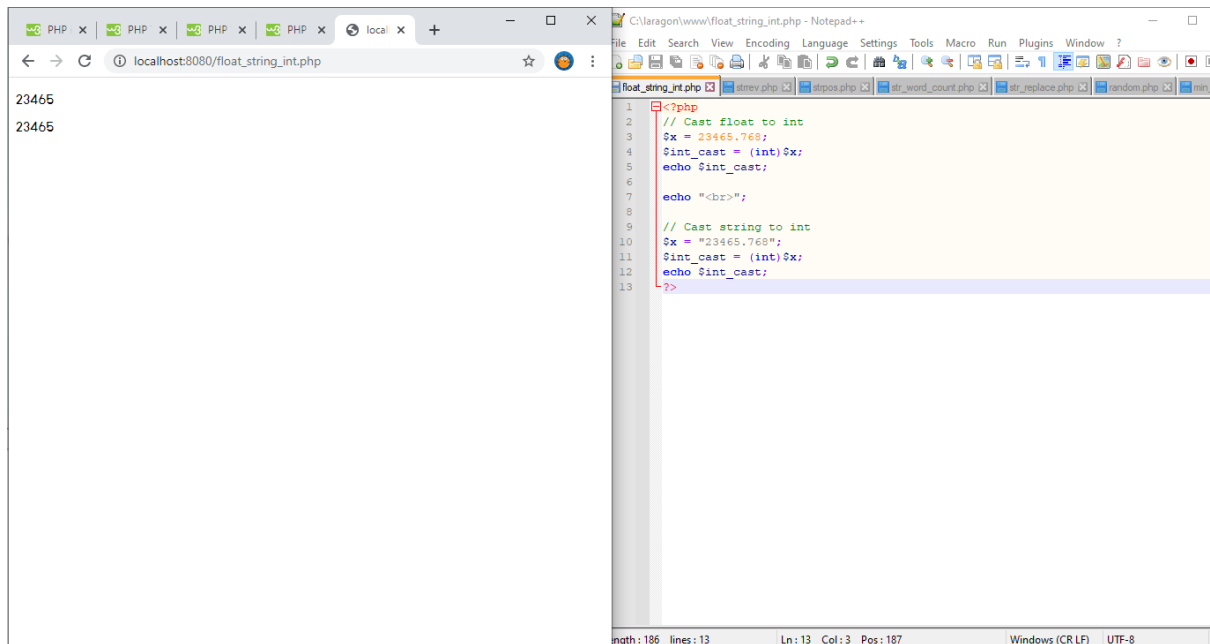 PHP
PHP
PHP
PHP
local
localhost:8080/float_string_int.php
23465
23465
C:\laragon\www\float_string_int.php - Notepad++
File Edit Search View Encoding Language Settings Tools Macro Run Plugins Window ?
float_string_int.php strrev.php strpos.php str_word_count.php str_replace.php random.php min
1 <?php
2 // Cast float to int
3 $x = 23465.768;
4 $int_cast = (int)$x;
5 echo $int_cast;
6
7 echo "<br>";
8
9 // Cast string to int
10 $x = "23465.768";
11 $int_cast = (int)$x;
12 echo $int_cast;
13 ?>
length : 186 lines : 13 Ln : 13 Col : 3 Pos : 187 Windows (CR LF) UTF-8